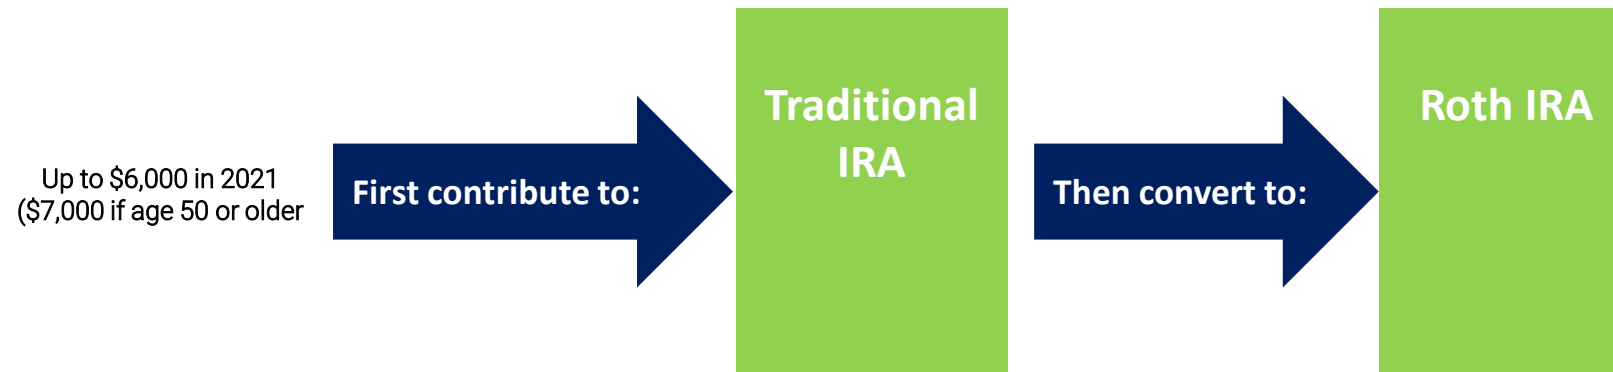 Up to $6,000 in 2021
($7,000 if age 50 or older
First contribute to:
Traditional
IRA
Then convert to:
Roth IRA